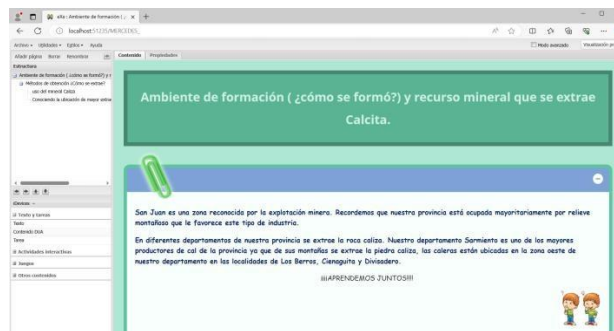 eXe : Ambiente de formación (
localhost:51235/MERCEDES_
Archivo Utilidades Estilos Ayuda
Modo avanzado
Visualización pr
Añadir página Borrar Renombrar
Contenido Propiedades
Estructura
Ambiente de formación ( ¿cómo se formó?) y r
Métodos de obtención ¿Cómo se extrae?
uso del mineral Caliza
Conociendo la ubicación de mayor
Ambiente de formación ( ¿cómo se formó?) y recurso mineral que se extrae
Calcita.
San Juan es una zona reconocida por la explotación minera. Recordemos que nuestra provincia está ocupada mayoritariamente por relieve
montañoso que le favorece este tipo de industria.
En diferentes departamentos de nuestra provincia se extrae la roca caliza. Nuestro departamento Sarmiento es uno de los mayores
productores de cal de la provincia ya que de sus montañas se extrae la piedra caliza, las caleras están ubicadas en la zona oeste de
nuestro departamento en las localidades de Los Berros, Cienaguita y Divisadero.
¡¡¡APRENDEMOS JUNTOS!!!
iDevices
Texto y tareas
Texto
Contenido DUA
Tarea
Actividades interactivas
Juegos
Otros contenidos